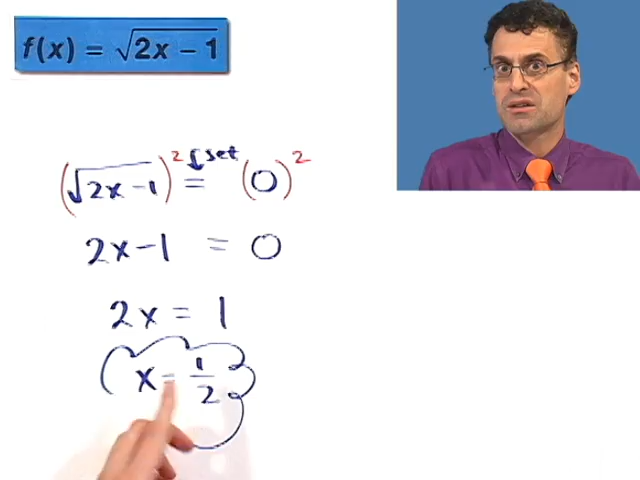 f(x) = √(2x − 1)
(√(2x−1))² = (0)²
set
2x−1 = 0
2x = 1
x = 1/2